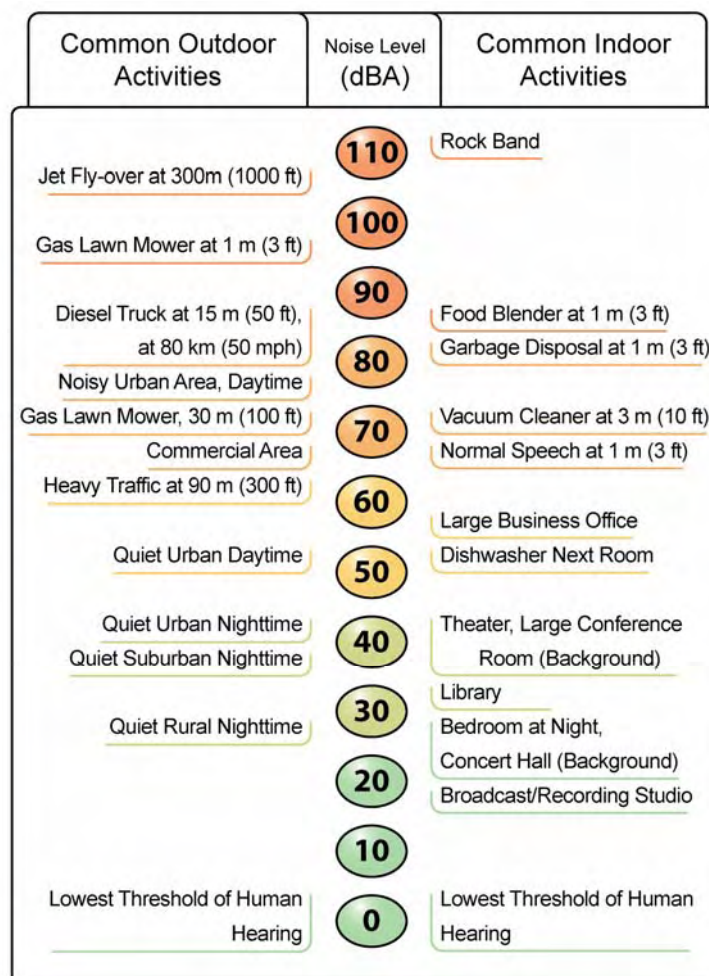 Common Outdoor
Activities
Noise Level
(dBA)
Common Indoor
Activities
110
Rock Band
Jet Fly-over at 300m (1000 ft)
100
Gas Lawn Mower at 1 m (3 ft)
90
Diesel Truck at 15 m (50 ft),
at 80 km (50 mph)
Food Blender at 1 m (3 ft)
80
Garbage Disposal at 1 m (3 ft)
Noisy Urban Area, Daytime
Gas Lawn Mower, 30 m (100 ft)
70
Vacuum Cleaner at 3 m (10 ft)
Commercial Area
Normal Speech at 1 m (3 ft)
Heavy Traffic at 90 m (300 ft)
60
Large Business Office
Quiet Urban Daytime
50
Dishwasher Next Room
Quiet Urban Nighttime
40
Theater, Large Conference
Room (Background)
Quiet Suburban Nighttime
30
Library
Quiet Rural Nighttime
Bedroom at Night,
Concert Hall (Background)
20
Broadcast/Recording Studio
10
Lowest Threshold of Human
Hearing
0
Lowest Threshold of Human
Hearing